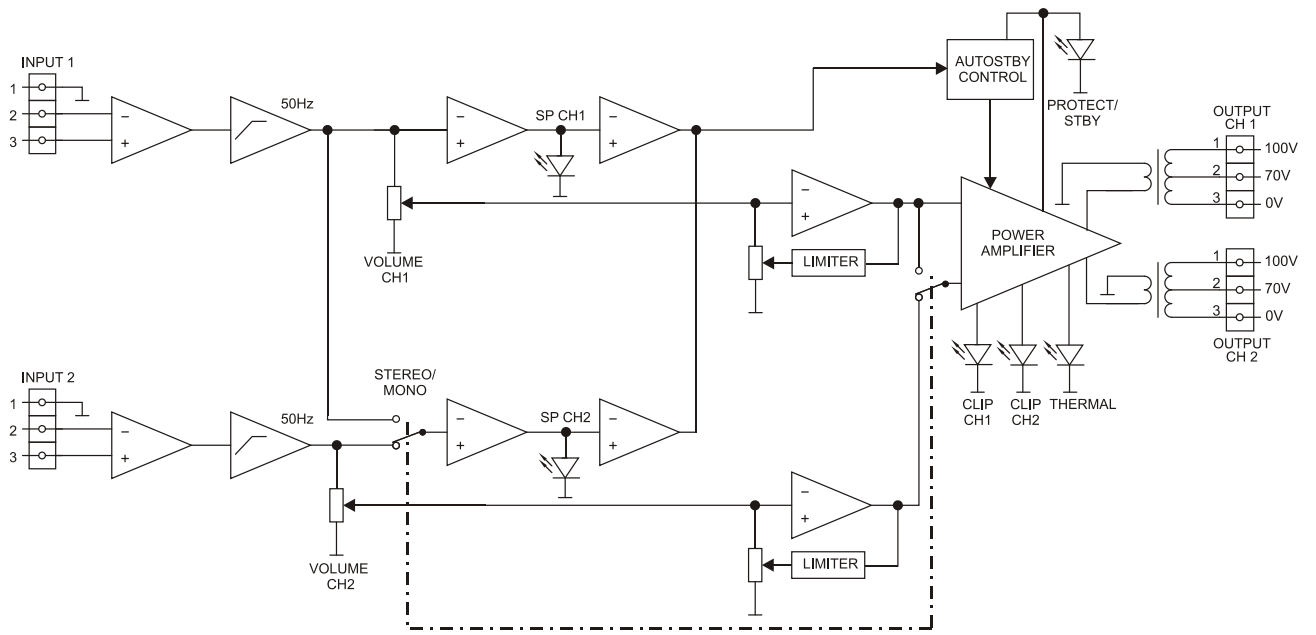 INPUT 1
1
2
3
−
+
50Hz
−
+
SP CH1
−
+
AUTOSTBY
CONTROL
PROTECT/
STBY
OUTPUT
CH 1
1
100V
2
70V
3
0V
VOLUME
CH1
−
+
LIMITER
POWER
AMPLIFIER
1
100V
2
70V
3
0V
OUTPUT
CH 2
CLIP
CH1
CLIP
CH2
THERMAL
INPUT 2
1
2
3
−
+
50Hz
STEREO/
MONO
−
+
SP CH2
−
+
VOLUME
CH2
−
+
LIMITER